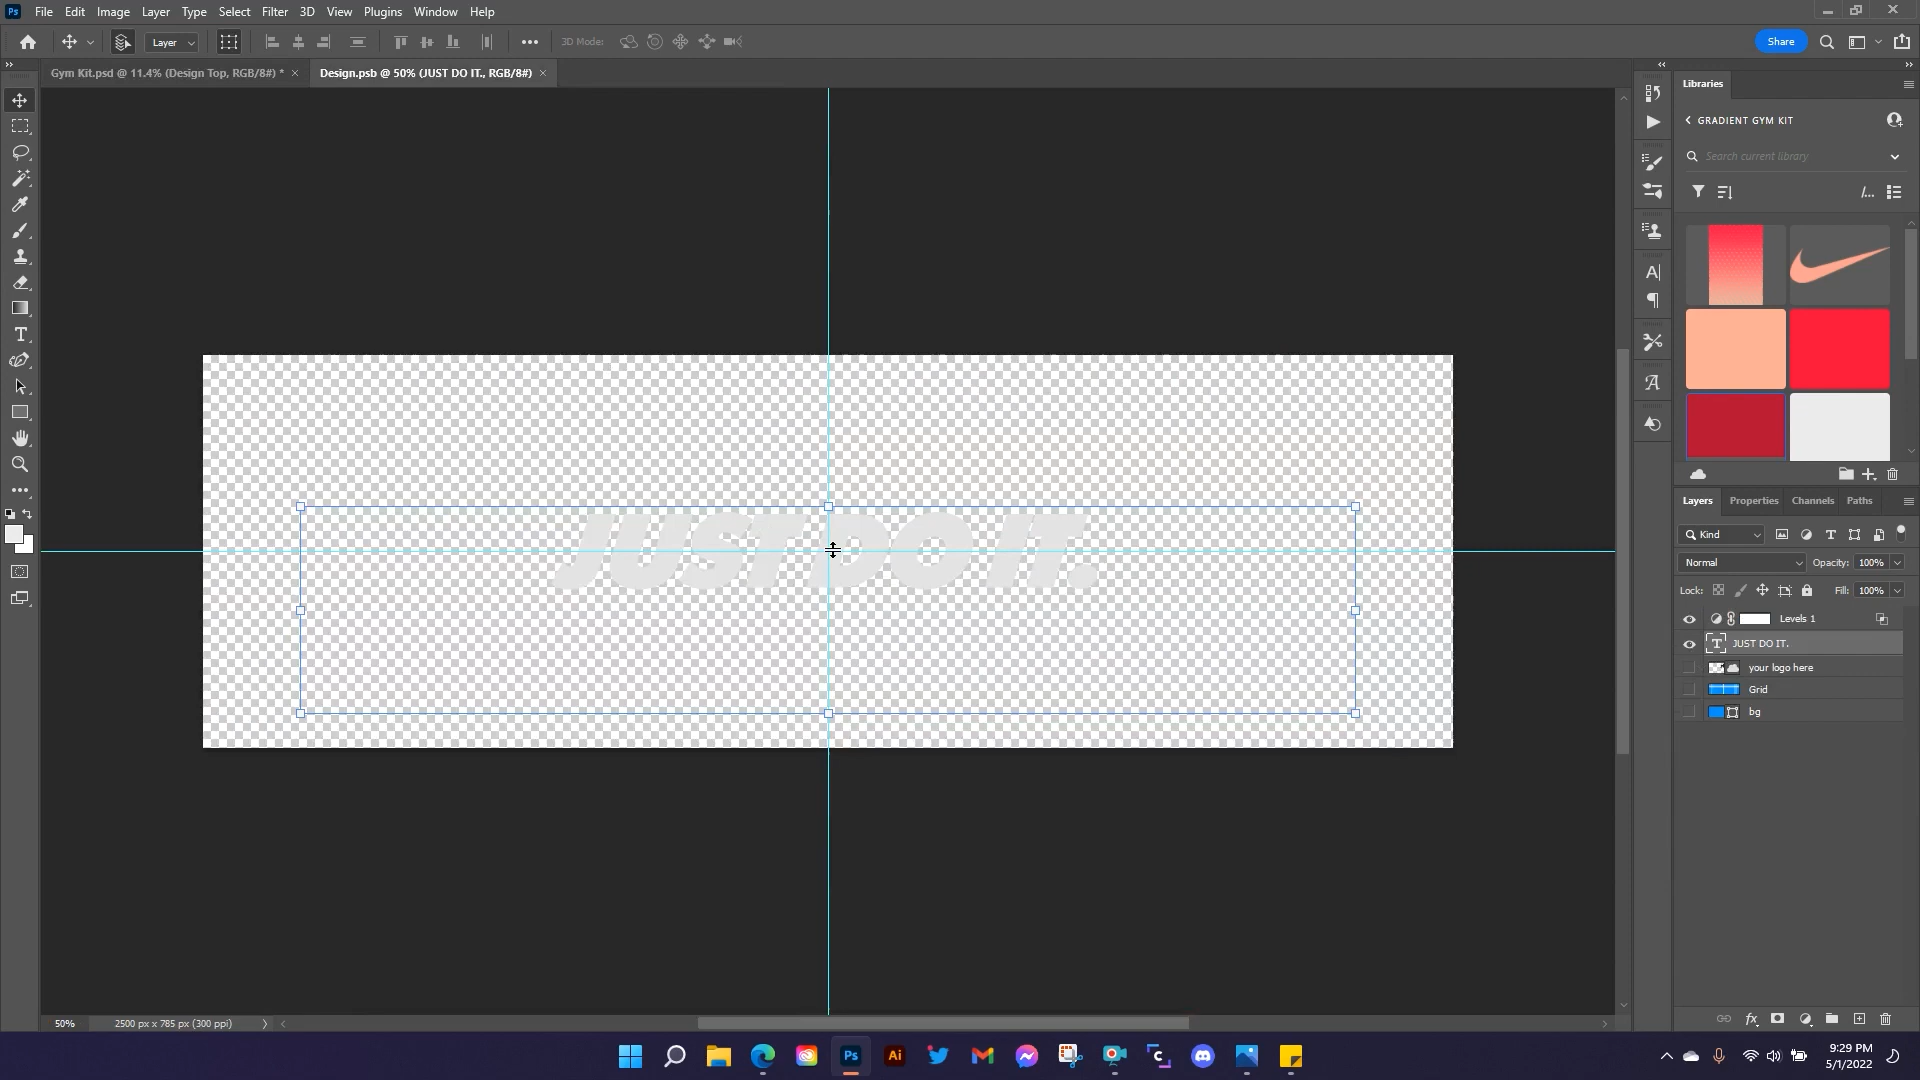 Ps File Edit Image Layer Type Select Filter 3D View Plugins Window Help
Layer 3D Mode: Share
Gym Kit.psd @ 11.4% (Design Top, RGB/8#) * × Design.psb @ 50% (JUST DO IT., RGB/8#) ×
Libraries
GRADIENT GYM KIT
Search current library
JUST DO IT.
Layers Properties Channels Paths
Kind
Normal Opacity: 100%
Lock: Fill: 100%
Levels 1
T JUST DO IT.
your logo here
Grid
bg
50% 2500 px x 785 px (300 ppi)
Ps Ai
9:29 PM
5/1/2022